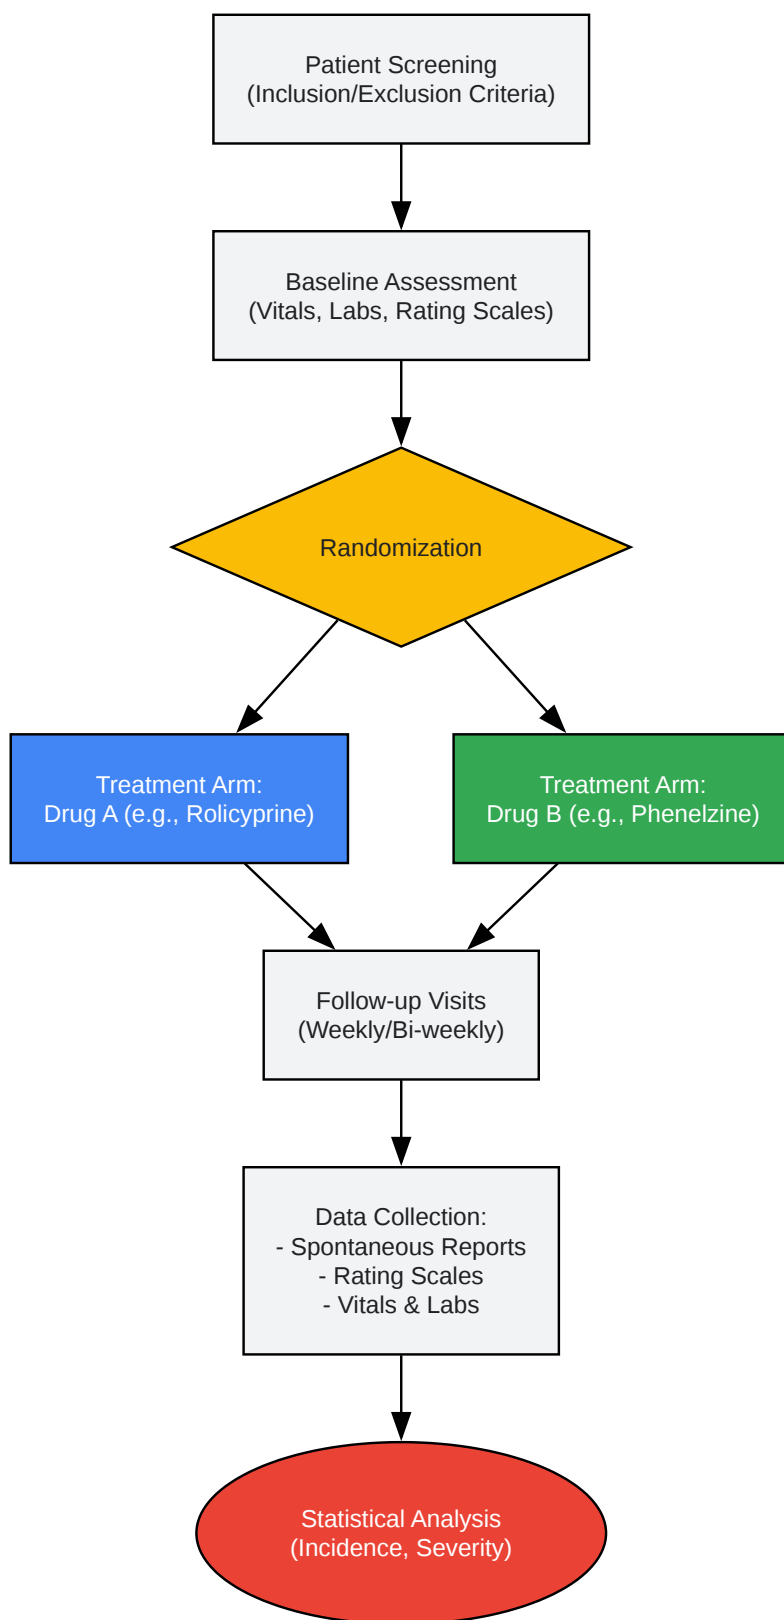 Patient Screening
(Inclusion/Exclusion Criteria)
Baseline Assessment
(Vitals, Labs, Rating Scales)
Randomization
Treatment Arm:
Drug A (e.g., Rolicyprine)
Treatment Arm:
Drug B (e.g., Phenelzine)
Follow-up Visits
(Weekly/Bi-weekly)
Data Collection:
- Spontaneous Reports
- Rating Scales
- Vitals & Labs
Statistical Analysis
(Incidence, Severity)